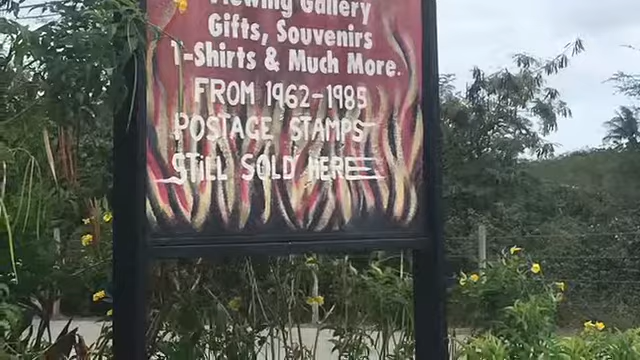 Viewing Gallery
Gifts, Souvenirs
T-Shirts & Much More.
FROM 1962-1985
POSTAGE STAMPS
STILL SOLD HERE